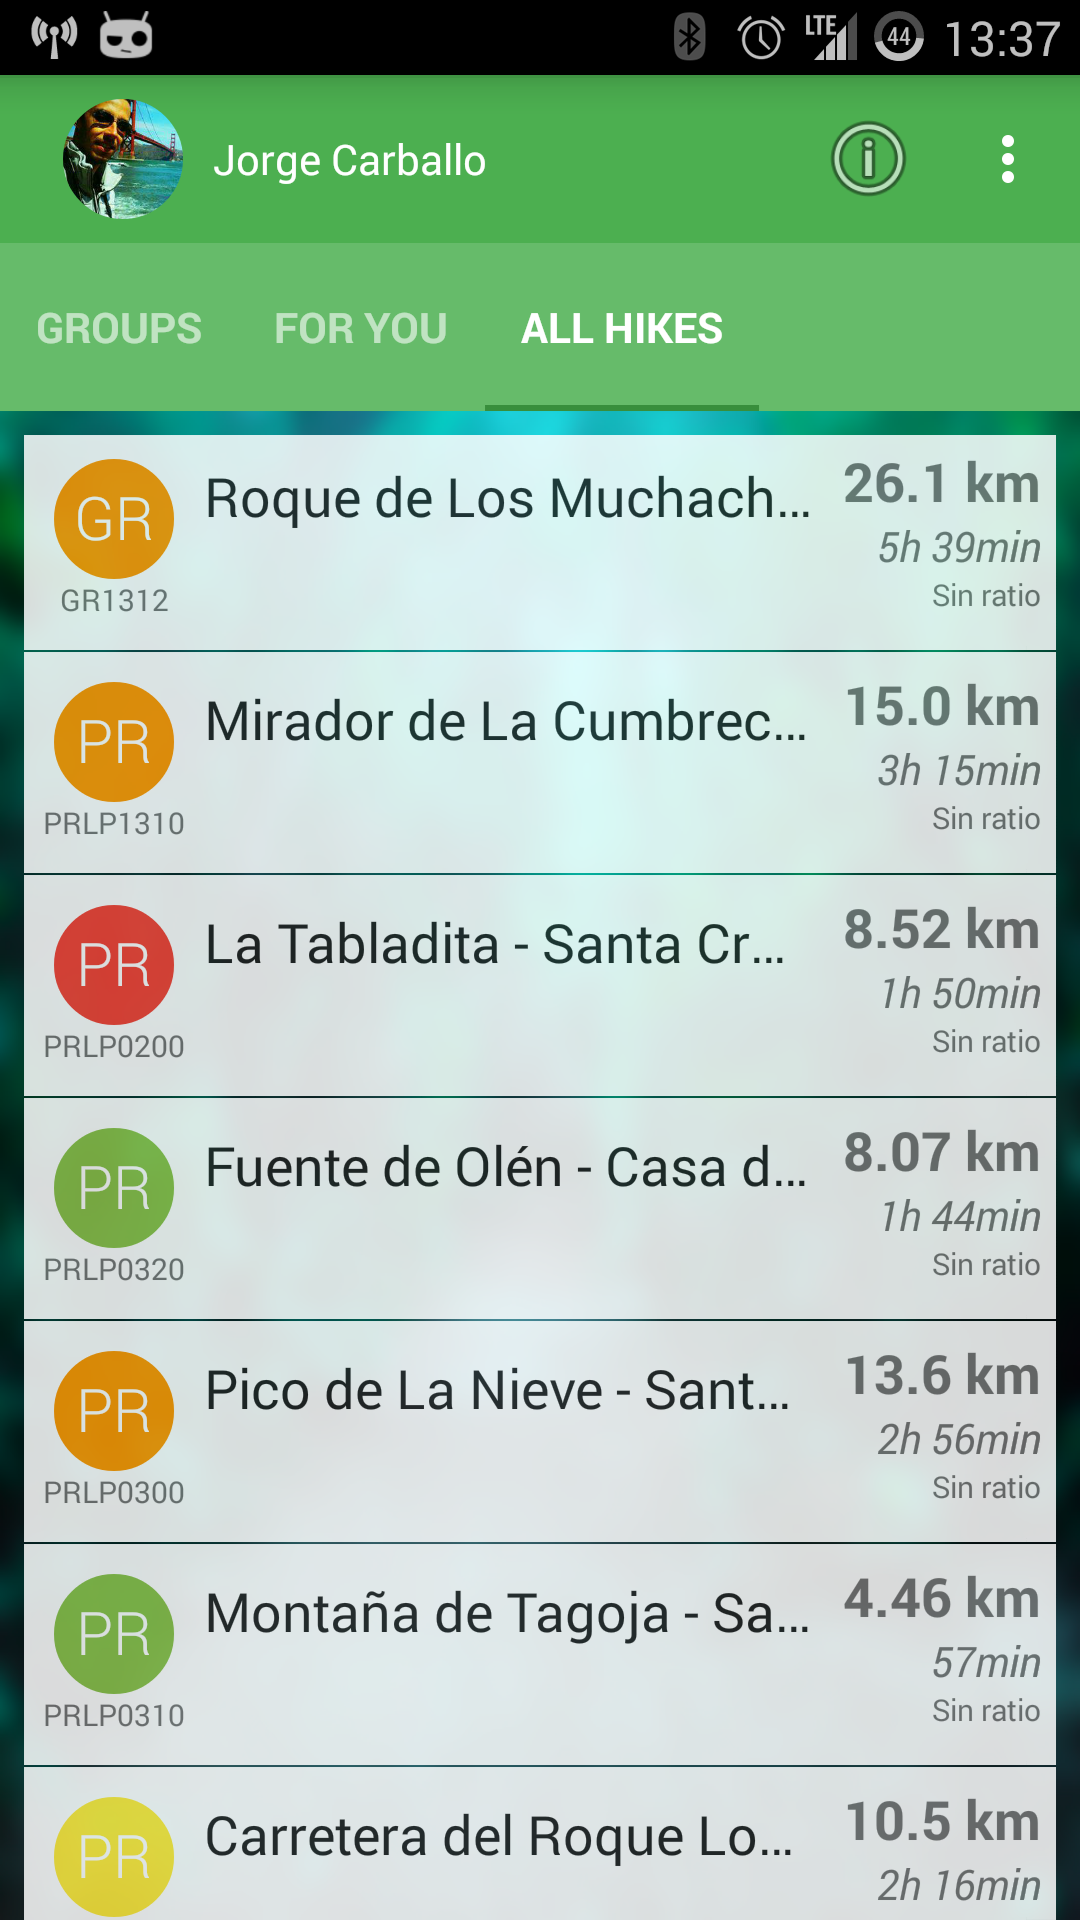 LTE 44 13:37
Jorge Carballo
GROUPS FOR YOU ALL HIKES
GR Roque de Los Muchach... 26.1 km
5h 39min
GR1312 Sin ratio
PR Mirador de La Cumbrec... 15.0 km
3h 15min
PRLP1310 Sin ratio
PR La Tabladita - Santa Cr... 8.52 km
1h 50min
PRLP0200 Sin ratio
PR Fuente de Olén - Casa d... 8.07 km
1h 44min
PRLP0320 Sin ratio
PR Pico de La Nieve - Sant... 13.6 km
2h 56min
PRLP0300 Sin ratio
PR Montaña de Tagoja - Sa... 4.46 km
57min
PRLP0310 Sin ratio
PR Carretera del Roque Lo... 10.5 km
2h 16min